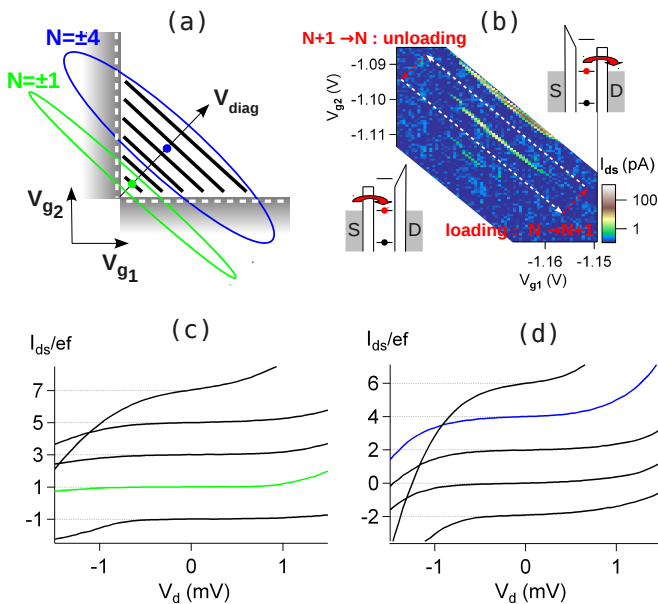 (a)
N=±4
N=±1
V_diag
V_g2
V_g1
(b)
N+1 →N : unloading
-1.09
-1.10
-1.11
V_g2 (V)
S
D
S
D
I_ds (pA)
100
1
loading : N →N+1
-1.16
-1.15
V_g1 (V)
(c)
I_ds/ef
7
5
3
1
-1
-1
0
1
V_d (mV)
(d)
I_ds/ef
6
4
2
0
-2
-1
0
1
V_d (mV)